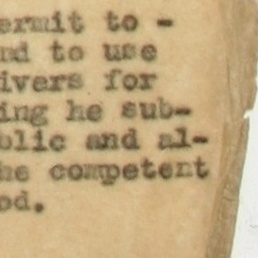 ermit to -
nd to use
ivers for
ing he sub-
blic and al-
he competent
od.